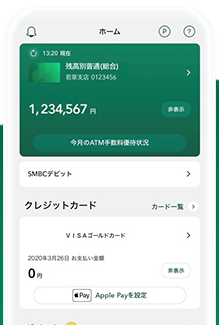 ホーム
P
?
13:20 現在
残高別普通(総合)
若草支店 0123456
1,234,567 円
非表示
今月のATM手数料優待状況
SMBCデビット
クレジットカード
カード一覧
VISAゴールドカード
2020年3月26日 お支払い金額
0円
非表示
Pay Apple Payを設定